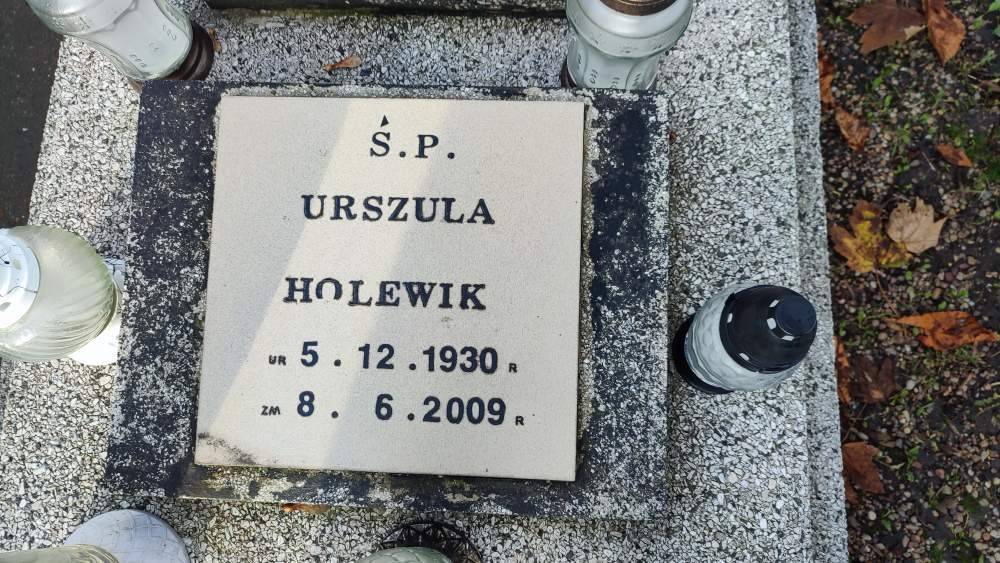 Ś.P.
URSZULA
HOLEWIK
UR 5.12.1930 R
ZM 8. 6.2009 R